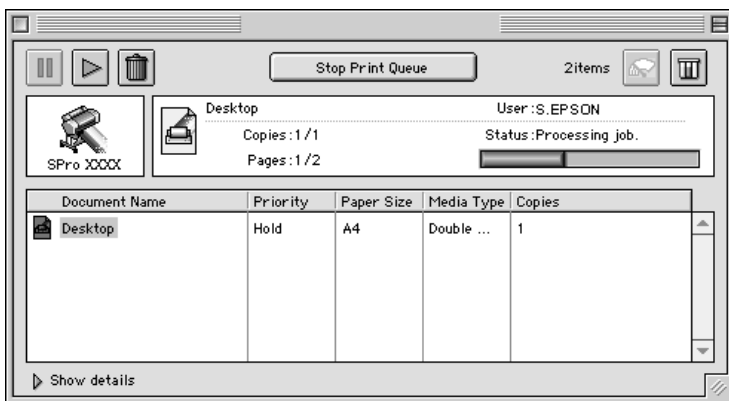 Stop Print Queue
2items
SPro XXXX
Desktop
User:S.EPSON
Copies:1/1
Status:Processing job.
Pages:1/2
Document Name Priority Paper Size Media Type Copies
Desktop Hold A4 Double ... 1
Show details